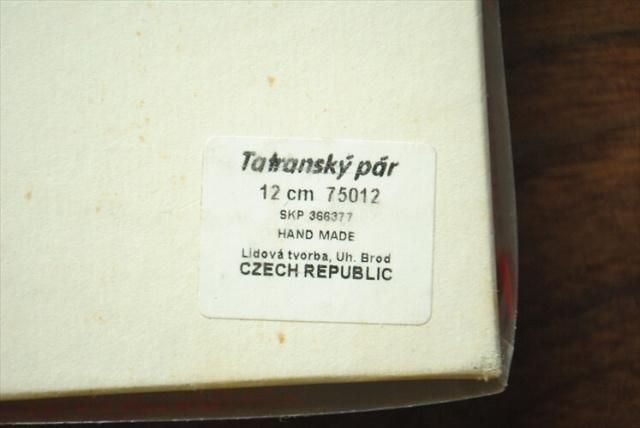 Tatranský pár
12 cm 75012
SKP 366377
HAND MADE
Lidová tvorba, Uh. Brod
CZECH REPUBLIC